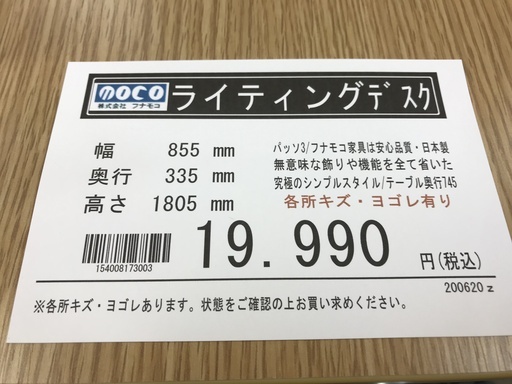 moco
株式会社 フナモコ
ライティングデスク
幅 855 mm
奥行 335 mm
高さ 1805 mm
パッソ3/フナモコ家具は安心品質・日本製
無意味な飾りや機能を全て省いた
究極のシンプルスタイル/テーブル奥行745
各所キズ・ヨゴレ有り
154008173003
19.990 円(税込)
200620z
※各所キズ・ヨゴレあります。状態をご確認の上お買い求めください。